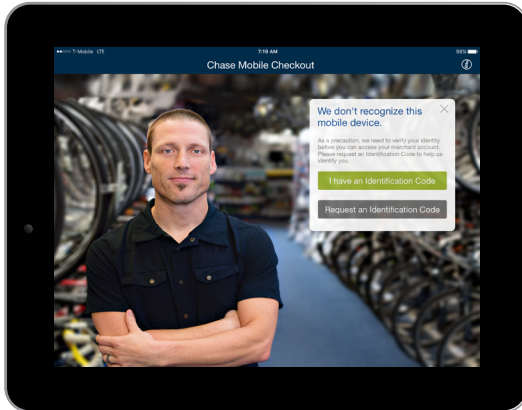 T-Mobile LTE 7:19 AM 98%
Chase Mobile Checkout
We don't recognize this
mobile device.
As a precaution, we need to verify your identity
before you can access your merchant account.
Please request an Identification Code to help us
identify you.
I have an Identification Code
Request an Identification Code